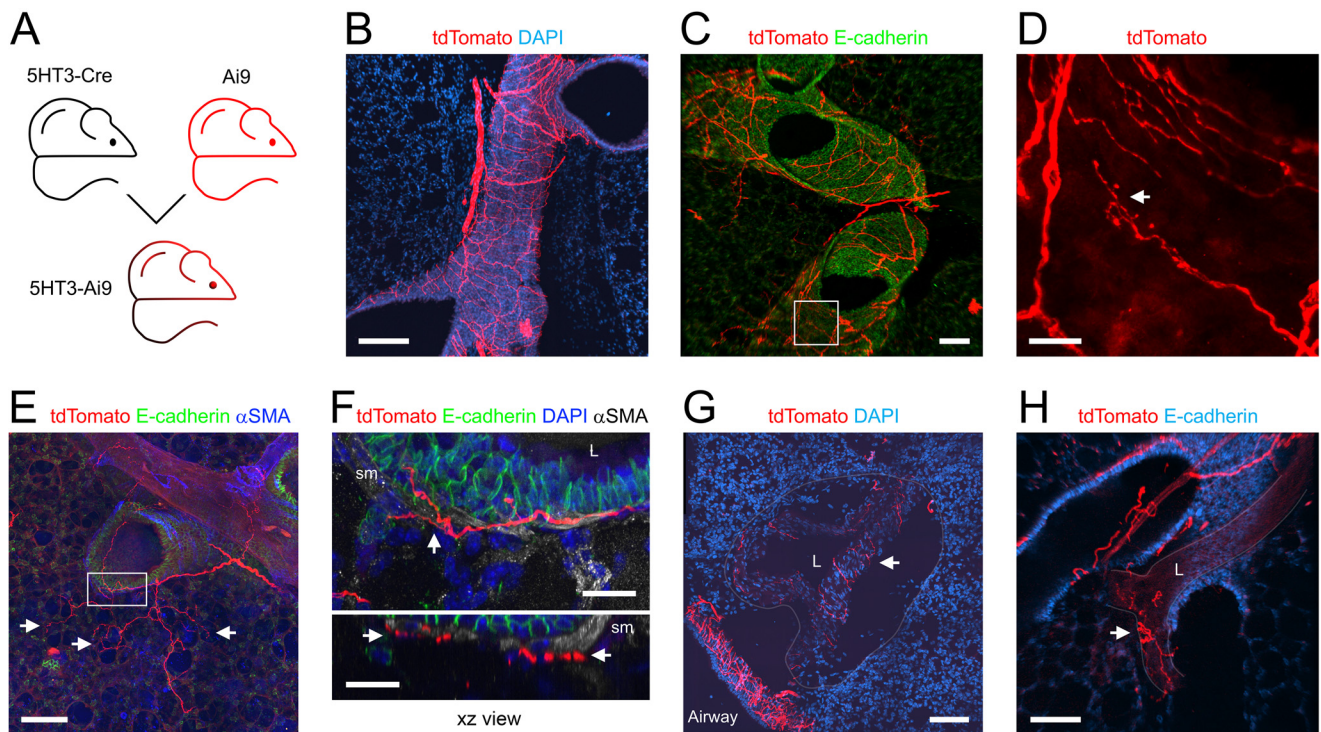 A
5HT3-Cre
Ai9
5HT3-Ai9
B
tdTomato DAPI
C
tdTomato E-cadherin
D
tdTomato
E
tdTomato E-cadherin αSMA
F
tdTomato E-cadherin DAPI αSMA
L
sm
sm
xz view
G
tdTomato DAPI
L
Airway
H
tdTomato E-cadherin
L